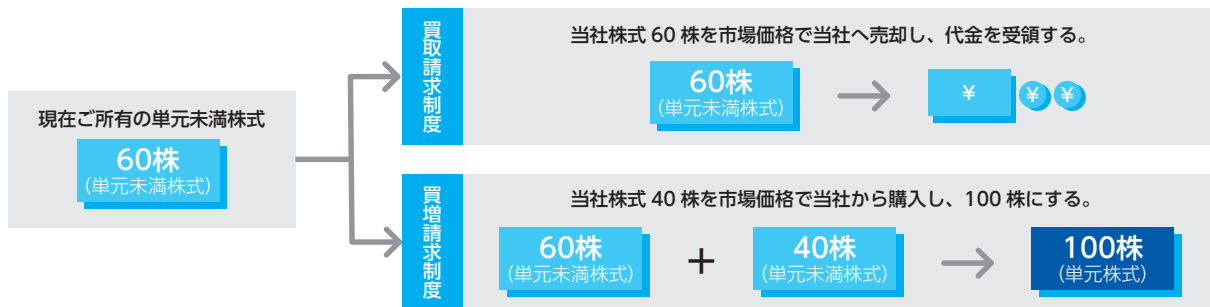 現在ご所有の単元未満株式
60株
(単元未満株式)
買取請求制度
当社株式 60 株を市場価格で当社へ売却し、代金を受領する。
60株
(単元未満株式)
¥
¥
¥
買増請求制度
当社株式 40 株を市場価格で当社から購入し、100 株にする。
60株
(単元未満株式)
+
40株
(単元未満株式)
100株
(単元株式)